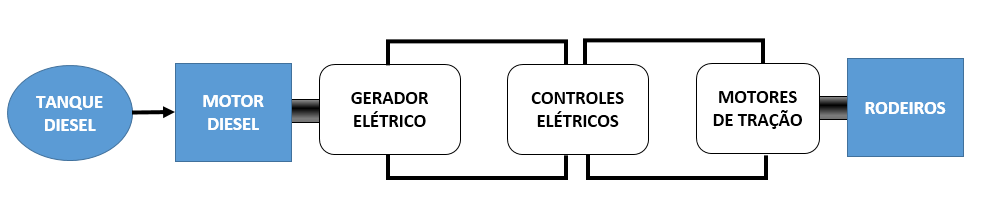 TANQUE
DIESEL
MOTOR
DIESEL
GERADOR
ELÉTRICO
CONTROLES
ELÉTRICOS
MOTORES
DE TRAÇÃO
RODEIROS